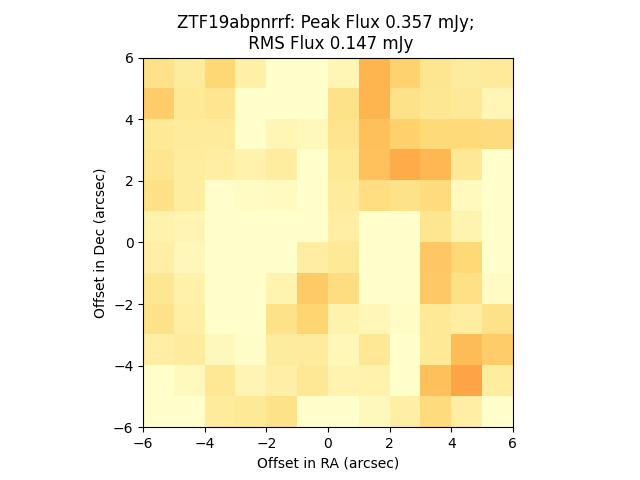 ZTF19abpnrrf: Peak Flux 0.357 mJy;
RMS Flux 0.147 mJy
6
4
2
0
−2
−4
−6
Offset in Dec (arcsec)
−6 −4 −2 0 2 4 6
Offset in RA (arcsec)